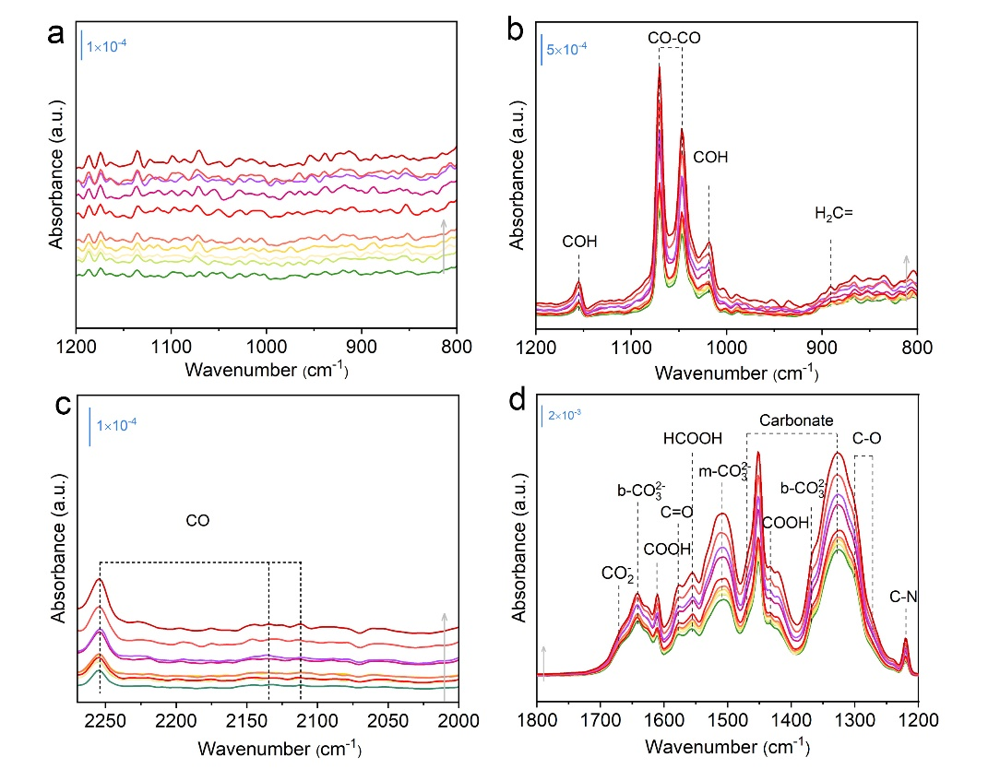 a
1×10⁻⁴
Absorbance (a.u.)
1200 1100 1000 900 800
Wavenumber (cm⁻¹)
b
5×10⁻⁴
CO-CO
COH
H₂C=
COH
Absorbance (a.u.)
1200 1100 1000 900 800
Wavenumber (cm⁻¹)
c
1×10⁻⁴
CO
Absorbance (a.u.)
2250 2200 2150 2100 2050 2000
Wavenumber (cm⁻¹)
d
2×10⁻³
Carbonate
HCOOH
C-O
m-CO₃²⁻
b-CO₃²⁻
b-CO₃²⁻
C=O
COOH
COOH
CO₂⁻
C-N
Absorbance (a.u.)
1800 1700 1600 1500 1400 1300 1200
Wavenumber (cm⁻¹)